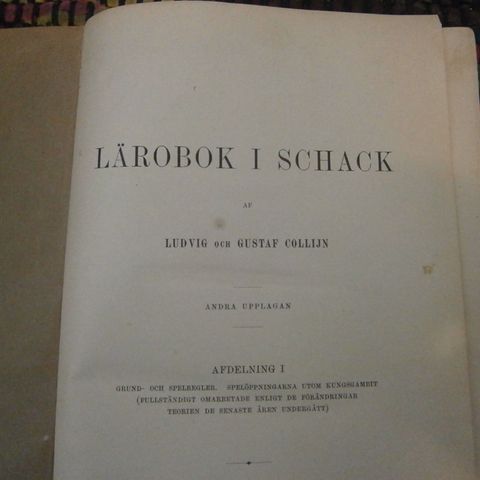 LÄROBOK I SCHACK
AF
LUDVIG OCH GUSTAF COLLIJN
ANDRA UPPLAGAN
AFDELNING I
GRUND- OCH SPELREGLER. SPELÖPPNINGARNA UTOM KUNGSGAMBIT
(FULLSTÄNDIGT OMARBETADE ENLIGT DE FÖRÄNDRINGAR
TEORIEN DE SENASTE ÅREN UNDERGÅTT)